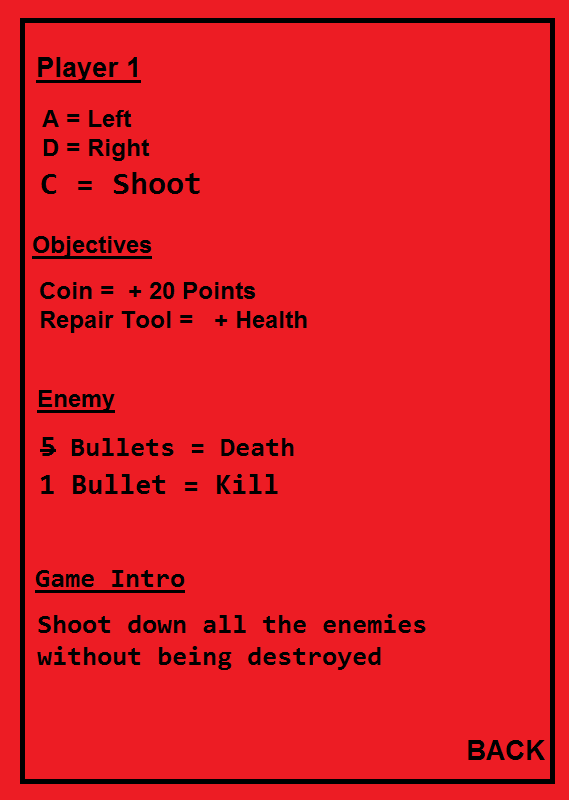 Player 1
A = Left
D = Right
C = Shoot
Objectives
Coin = + 20 Points
Repair Tool = + Health
Enemy
5 Bullets = Death
1 Bullet = Kill
Game Intro
Shoot down all the enemies
without being destroyed
BACK